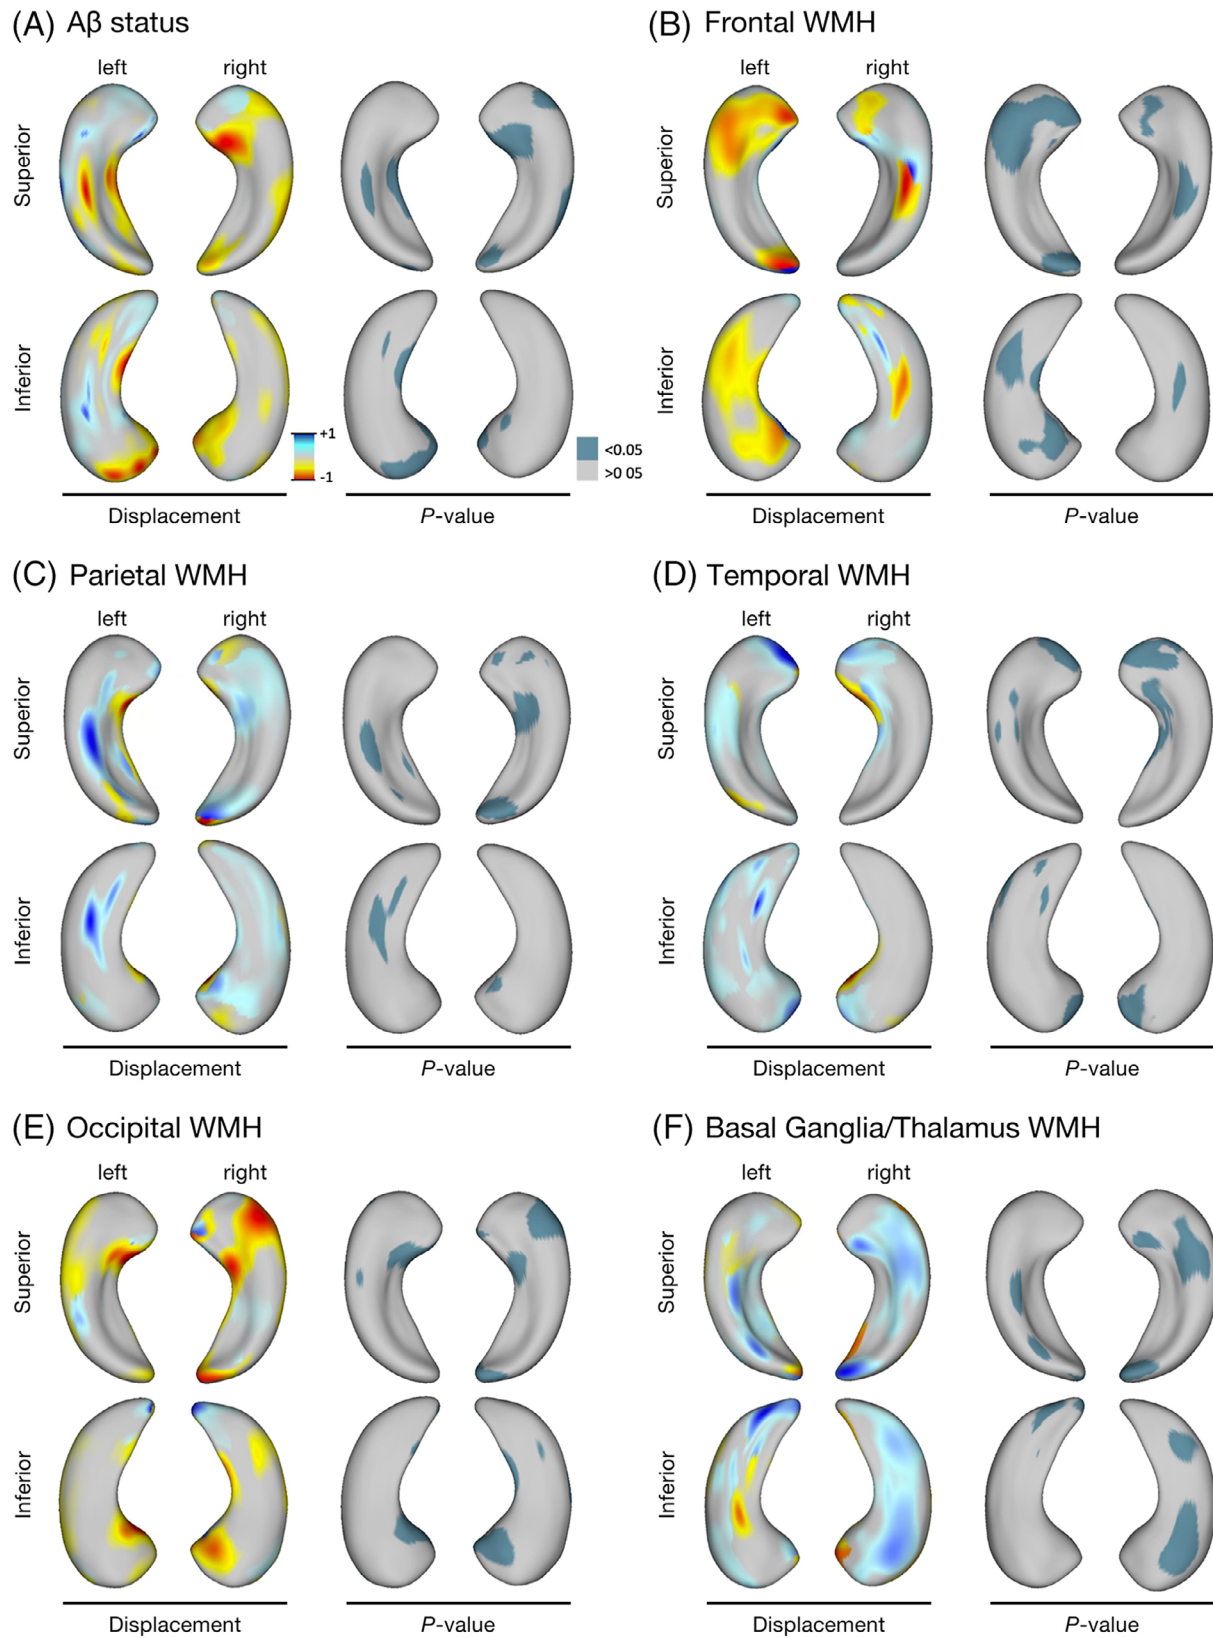 (A) Aβ status
(B) Frontal WMH
left right
left right
Superior
Superior
Inferior
Inferior
+1
-1
<0.05
>0 05
Displacement
P-value
Displacement
P-value
(C) Parietal WMH
(D) Temporal WMH
left right
left right
Superior
Superior
Inferior
Inferior
Displacement
P-value
Displacement
P-value
(E) Occipital WMH
(F) Basal Ganglia/Thalamus WMH
left right
left right
Superior
Superior
Inferior
Inferior
Displacement
P-value
Displacement
P-value